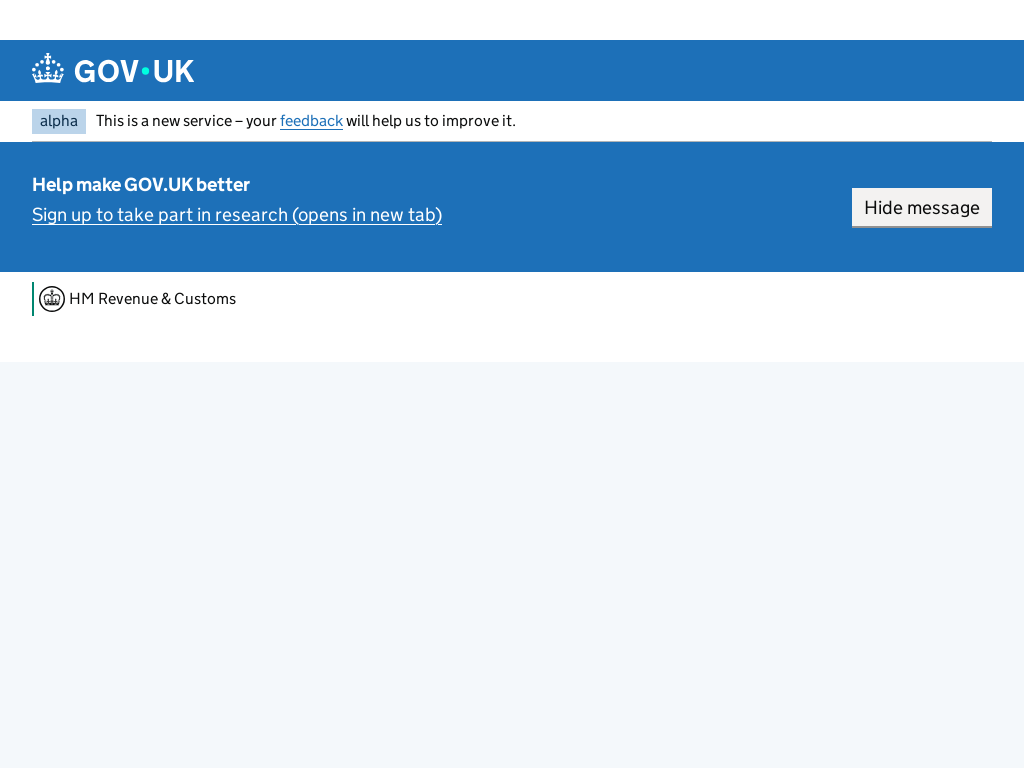 GOV·UK
alpha This is a new service – your feedback will help us to improve it.
Help make GOV.UK better
Sign up to take part in research (opens in new tab)
Hide message
HM Revenue & Customs